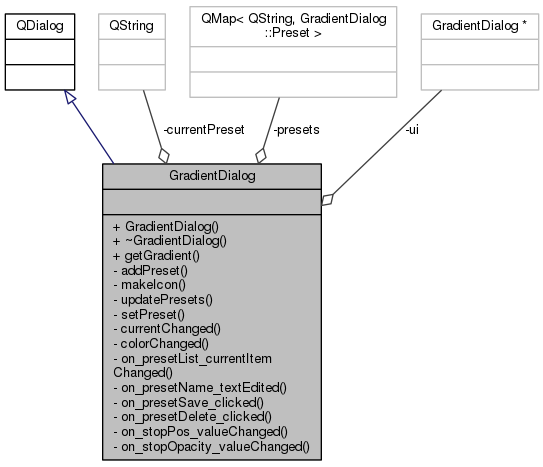 QDialog
QString
QMap< QString, GradientDialog
::Preset >
GradientDialog *
-currentPreset
-presets
-ui
GradientDialog
+ GradientDialog()
+ ~GradientDialog()
+ getGradient()
- addPreset()
- makeIcon()
- updatePresets()
- setPreset()
- currentChanged()
- colorChanged()
- on_presetList_currentItem
Changed()
- on_presetName_textEdited()
- on_presetSave_clicked()
- on_presetDelete_clicked()
- on_stopPos_valueChanged()
- on_stopOpacity_valueChanged()